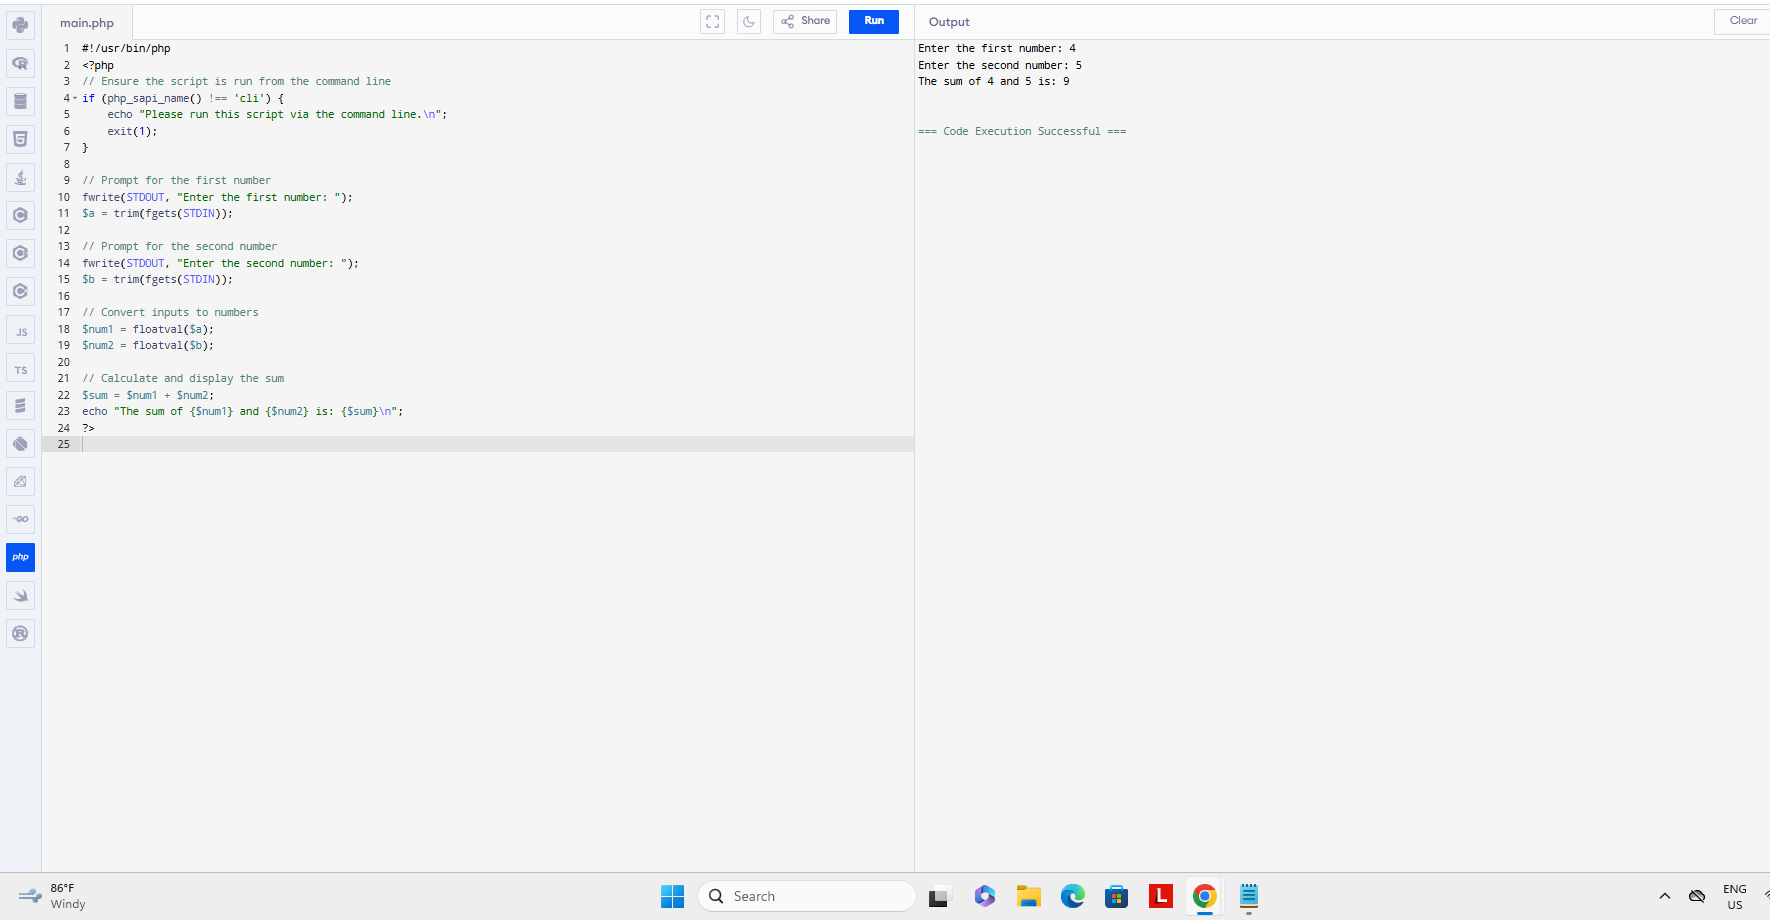 main.php
Share
Run
Output
Clear
1 #!/usr/bin/php
2 <?php
3 // Ensure the script is run from the command line
4 if (php_sapi_name() !== 'cli') {
5     echo "Please run this script via the command line.\n";
6     exit(1);
7 }
8
9 // Prompt for the first number
10 fwrite(STDOUT, "Enter the first number: ");
11 $a = trim(fgets(STDIN));
12
13 // Prompt for the second number
14 fwrite(STDOUT, "Enter the second number: ");
15 $b = trim(fgets(STDIN));
16
17 // Convert inputs to numbers
18 $num1 = floatval($a);
19 $num2 = floatval($b);
20
21 // Calculate and display the sum
22 $sum = $num1 + $num2;
23 echo "The sum of {$num1} and {$num2} is: {$sum}\n";
24 ?>
25
Enter the first number: 4
Enter the second number: 5
The sum of 4 and 5 is: 9
=== Code Execution Successful ===
R
5
C
C
C
JS
TS
GO
php
R
86°F
Windy
Search
L
ENG
US